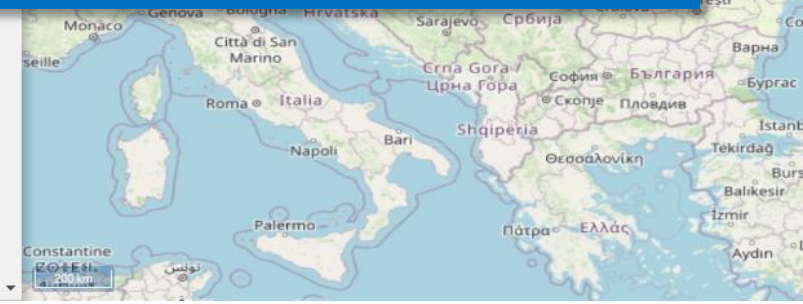 Genova
Bologna
Hrvatska
Sarajevo
Србија
Monaco
Città di San
Marino
Варна
Crna Gora /
Црна Гора
София
България
Бургас
Roma
Italia
Скопје
Пловдив
Shqipëria
Napoli
Bari
Θεσσαλονίκη
Tekirdağ
Balıkesir
İzmir
Palermo
Πάτρα
Ελλάς
Aydın
Constantine
تونس
200 km